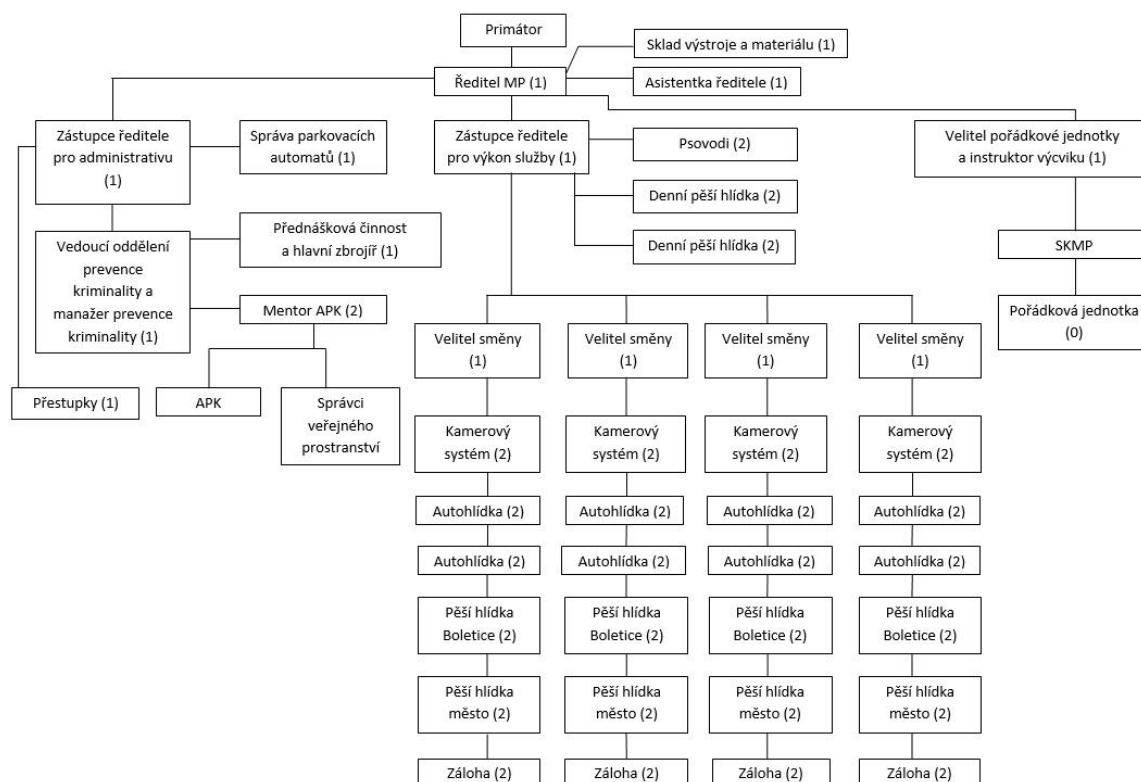 Primátor
Sklad výstroje a materiálu (1)
Ředitel MP (1)
Asistentka ředitele (1)
Zástupce ředitele
pro administrativu
(1)
Správa parkovacích
automatů (1)
Zástupce ředitele
pro výkon služby (1)
Psovodi (2)
Denní pěší hlídka (2)
Denní pěší hlídka (2)
Velitel pořádkové jednotky
a instruktor výcviku (1)
SKMP
Pořádková jednotka
(0)
Vedoucí oddělení
prevence
kriminality a
manažer prevence
kriminality (1)
Přednášková činnost
a hlavní zbrojíř (1)
Mentor APK (2)
Přestupky (1)
APK
Správci
veřejného
prostranství
Velitel směny
(1)
Kamerový
systém (2)
Autohlídka (2)
Autohlídka (2)
Pěší hlídka
Boletice (2)
Pěší hlídka
město (2)
Záloha (2)
Velitel směny
(1)
Kamerový
systém (2)
Autohlídka (2)
Autohlídka (2)
Pěší hlídka
Boletice (2)
Pěší hlídka
město (2)
Záloha (2)
Velitel směny
(1)
Kamerový
systém (2)
Autohlídka (2)
Autohlídka (2)
Pěší hlídka
Boletice (2)
Pěší hlídka
město (2)
Záloha (2)
Velitel směny
(1)
Kamerový
systém (2)
Autohlídka (2)
Autohlídka (2)
Pěší hlídka
Boletice (2)
Pěší hlídka
město (2)
Záloha (2)